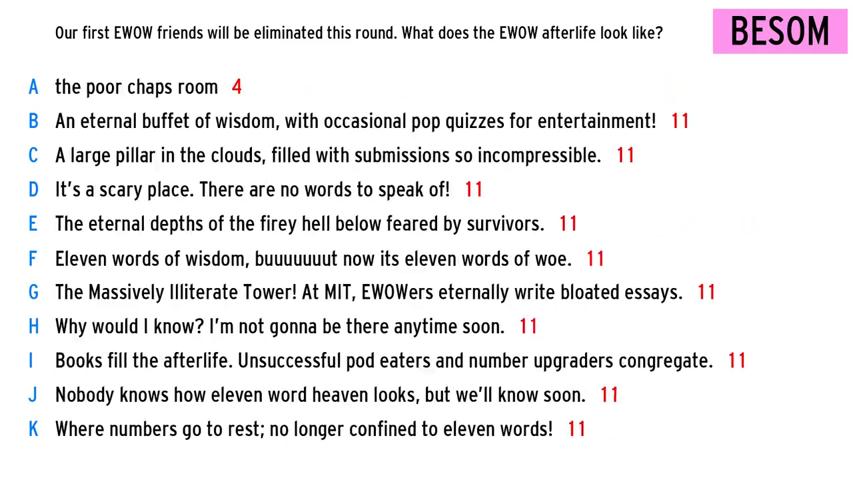 Our first EWOW friends will be eliminated this round. What does the EWOW afterlife look like?
BESOM
A the poor chaps room 4
B An eternal buffet of wisdom, with occasional pop quizzes for entertainment! 11
C A large pillar in the clouds, filled with submissions so incompressible. 11
D It's a scary place. There are no words to speak of! 11
E The eternal depths of the firey hell below feared by survivors. 11
F Eleven words of wisdom, buuuuuuut now its eleven words of woe. 11
G The Massively Illiterate Tower! At MIT, EWOWers eternally write bloated essays. 11
H Why would I know? I'm not gonna be there anytime soon. 11
I Books fill the afterlife. Unsuccessful pod eaters and number upgraders congregate. 11
J Nobody knows how eleven word heaven looks, but we'll know soon. 11
K Where numbers go to rest; no longer confined to eleven words! 11